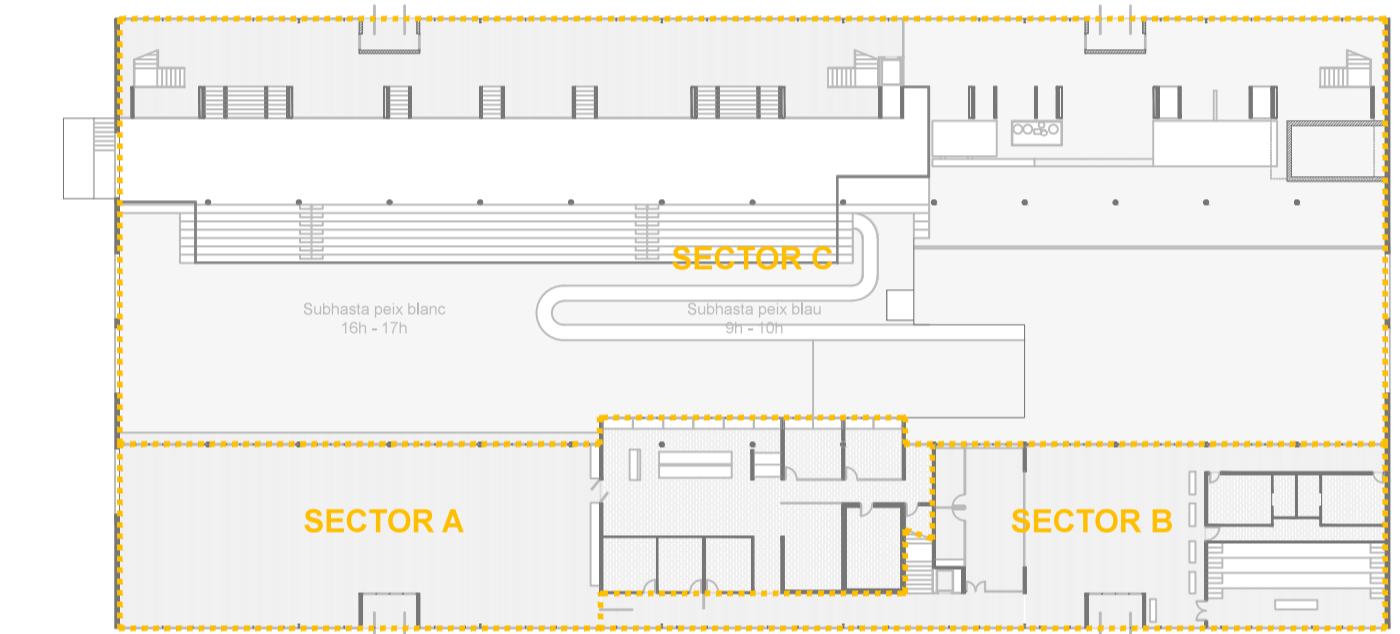 SECTOR C
Subhasta peix blanc
16h - 17h
Subhasta peix blau
9h - 10h
SECTOR A
SECTOR B